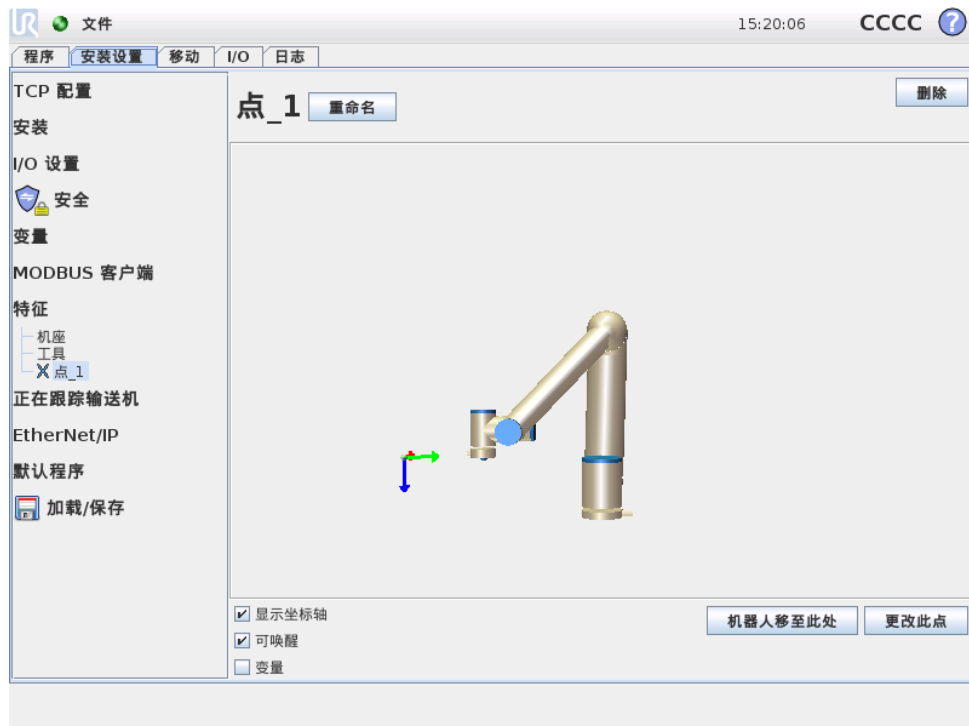 UR 文件 15:20:06 CCCC ?
程序 安装设置 移动 I/O 日志
TCP 配置
安装
I/O 设置
安全
变量
MODBUS 客户端
特征
机座
工具
点_1
正在跟踪输送机
EtherNet/IP
默认程序
加载/保存
点_1 重命名 删除
显示坐标轴
可唤醒
变量
机器人移至此处 更改此点